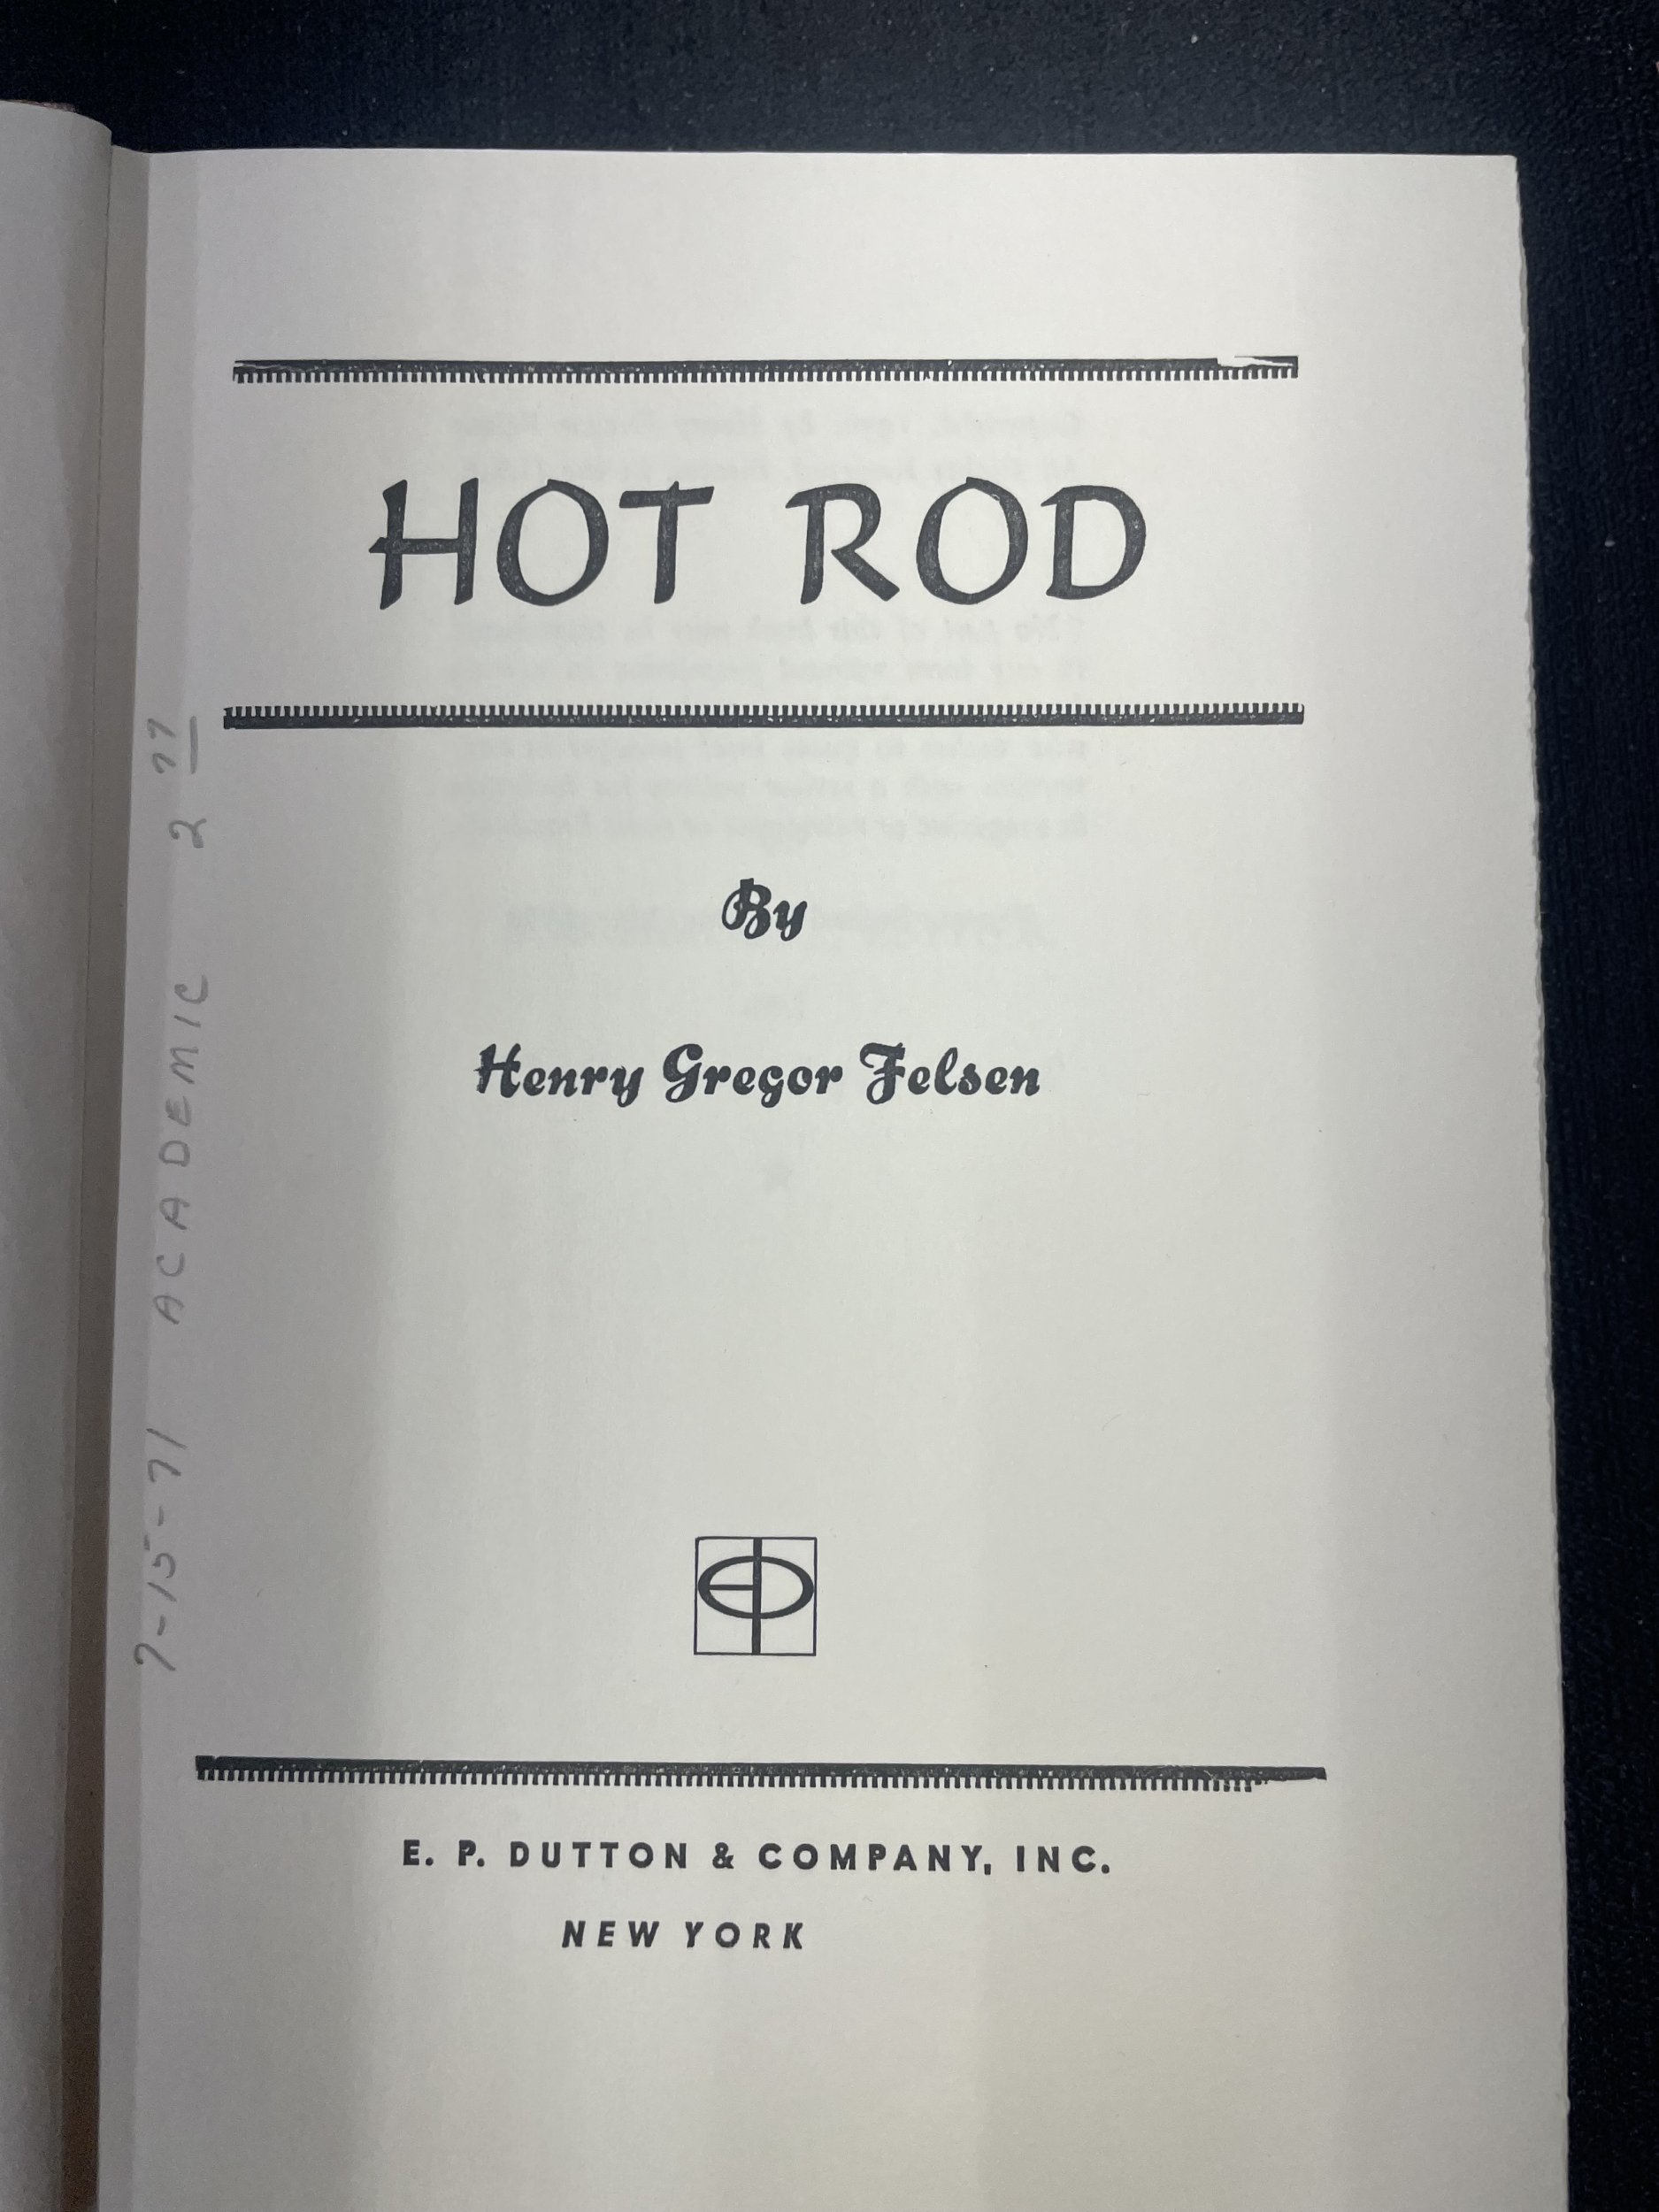 HOT ROD
By
Henry Gregor Felsen
E. P. DUTTON & COMPANY, INC.
NEW YORK
7-15-71 ACADEMIC 2 77